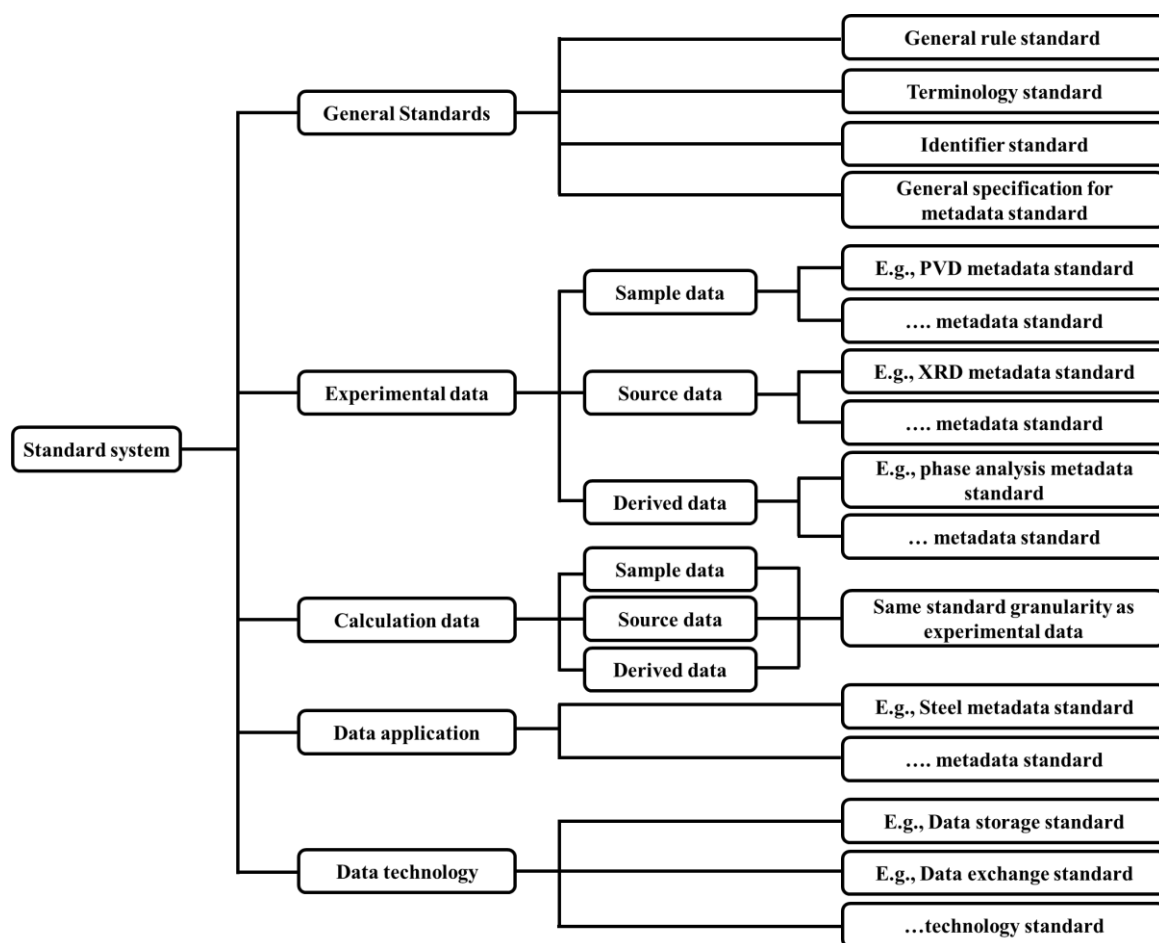 General rule standard
Terminology standard
General Standards
Identifier standard
General specification for
metadata standard
E.g., PVD metadata standard
Sample data
…. metadata standard
E.g., XRD metadata standard
Experimental data
Source data
…. metadata standard
Standard system
E.g., phase analysis metadata
standard
Derived data
… metadata standard
Sample data
Calculation data
Source data
Same standard granularity as
experimental data
Derived data
E.g., Steel metadata standard
Data application
…. metadata standard
E.g., Data storage standard
Data technology
E.g., Data exchange standard
…technology standard